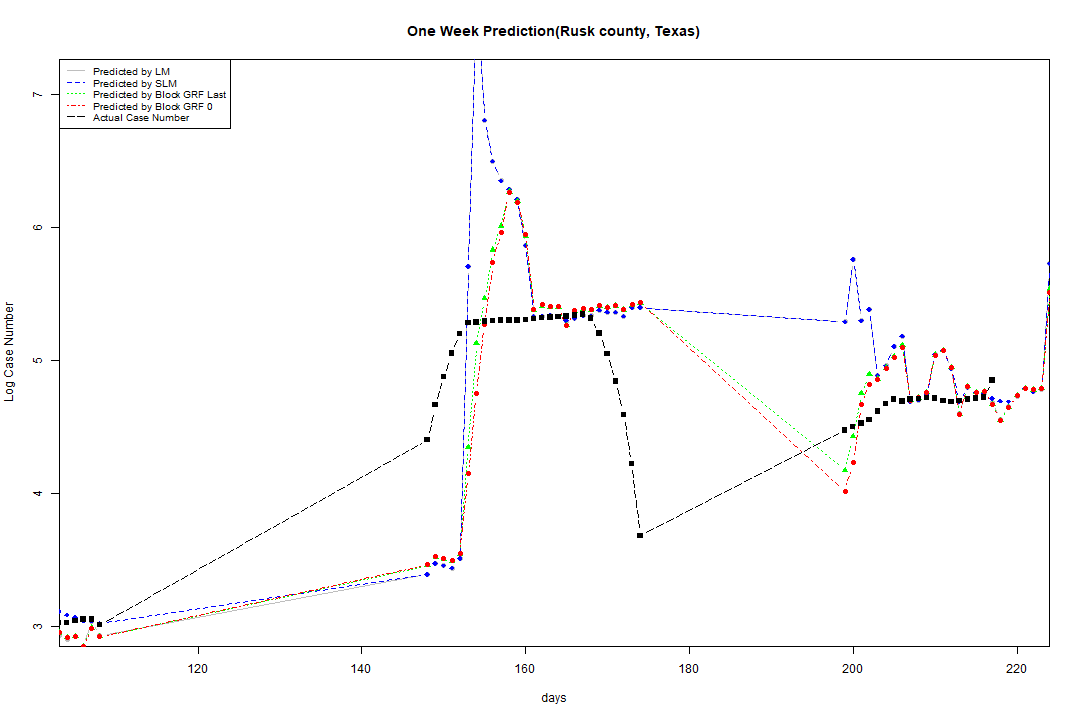 One Week Prediction(Rusk county, Texas)
Predicted by LM
Predicted by SLM
Predicted by Block GRF Last
Predicted by Block GRF 0
Actual Case Number
7
6
5
4
3
Log Case Number
120 140 160 180 200 220
days